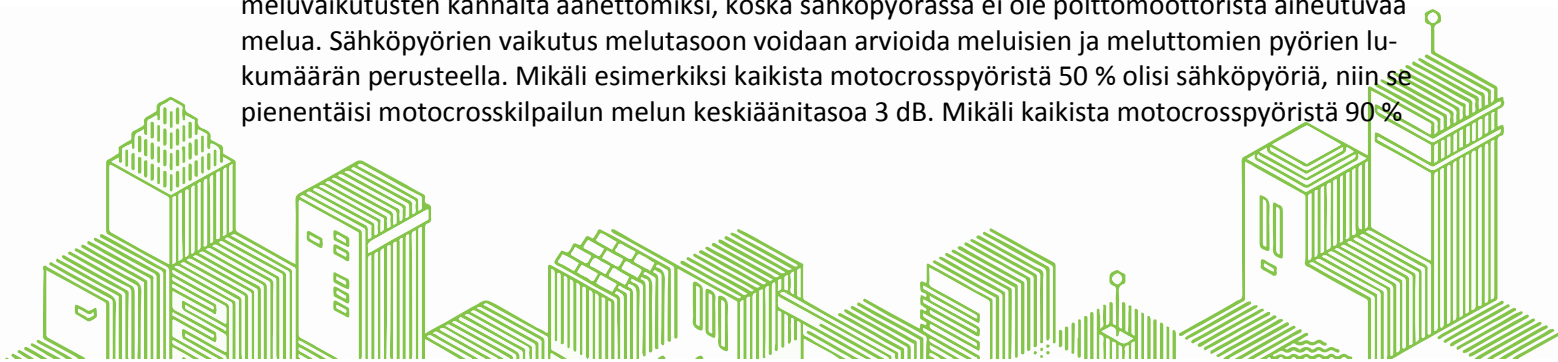 meluvaikutusten kannalta äänettömiksi, koska sähköpyörässä ei ole polttomoottorista aiheutuvaa
melua. Sähköpyörien vaikutus melutasoon voidaan arvioida meluisien ja meluttomien pyörien lu-
kumäärän perusteella. Mikäli esimerkiksi kaikista motocrosspyöristä 50 % olisi sähköpyöriä, niin se
pienentäisi motocrosskilpailun melun keskiäänitasoa 3 dB. Mikäli kaikista motocrosspyöristä 90 %